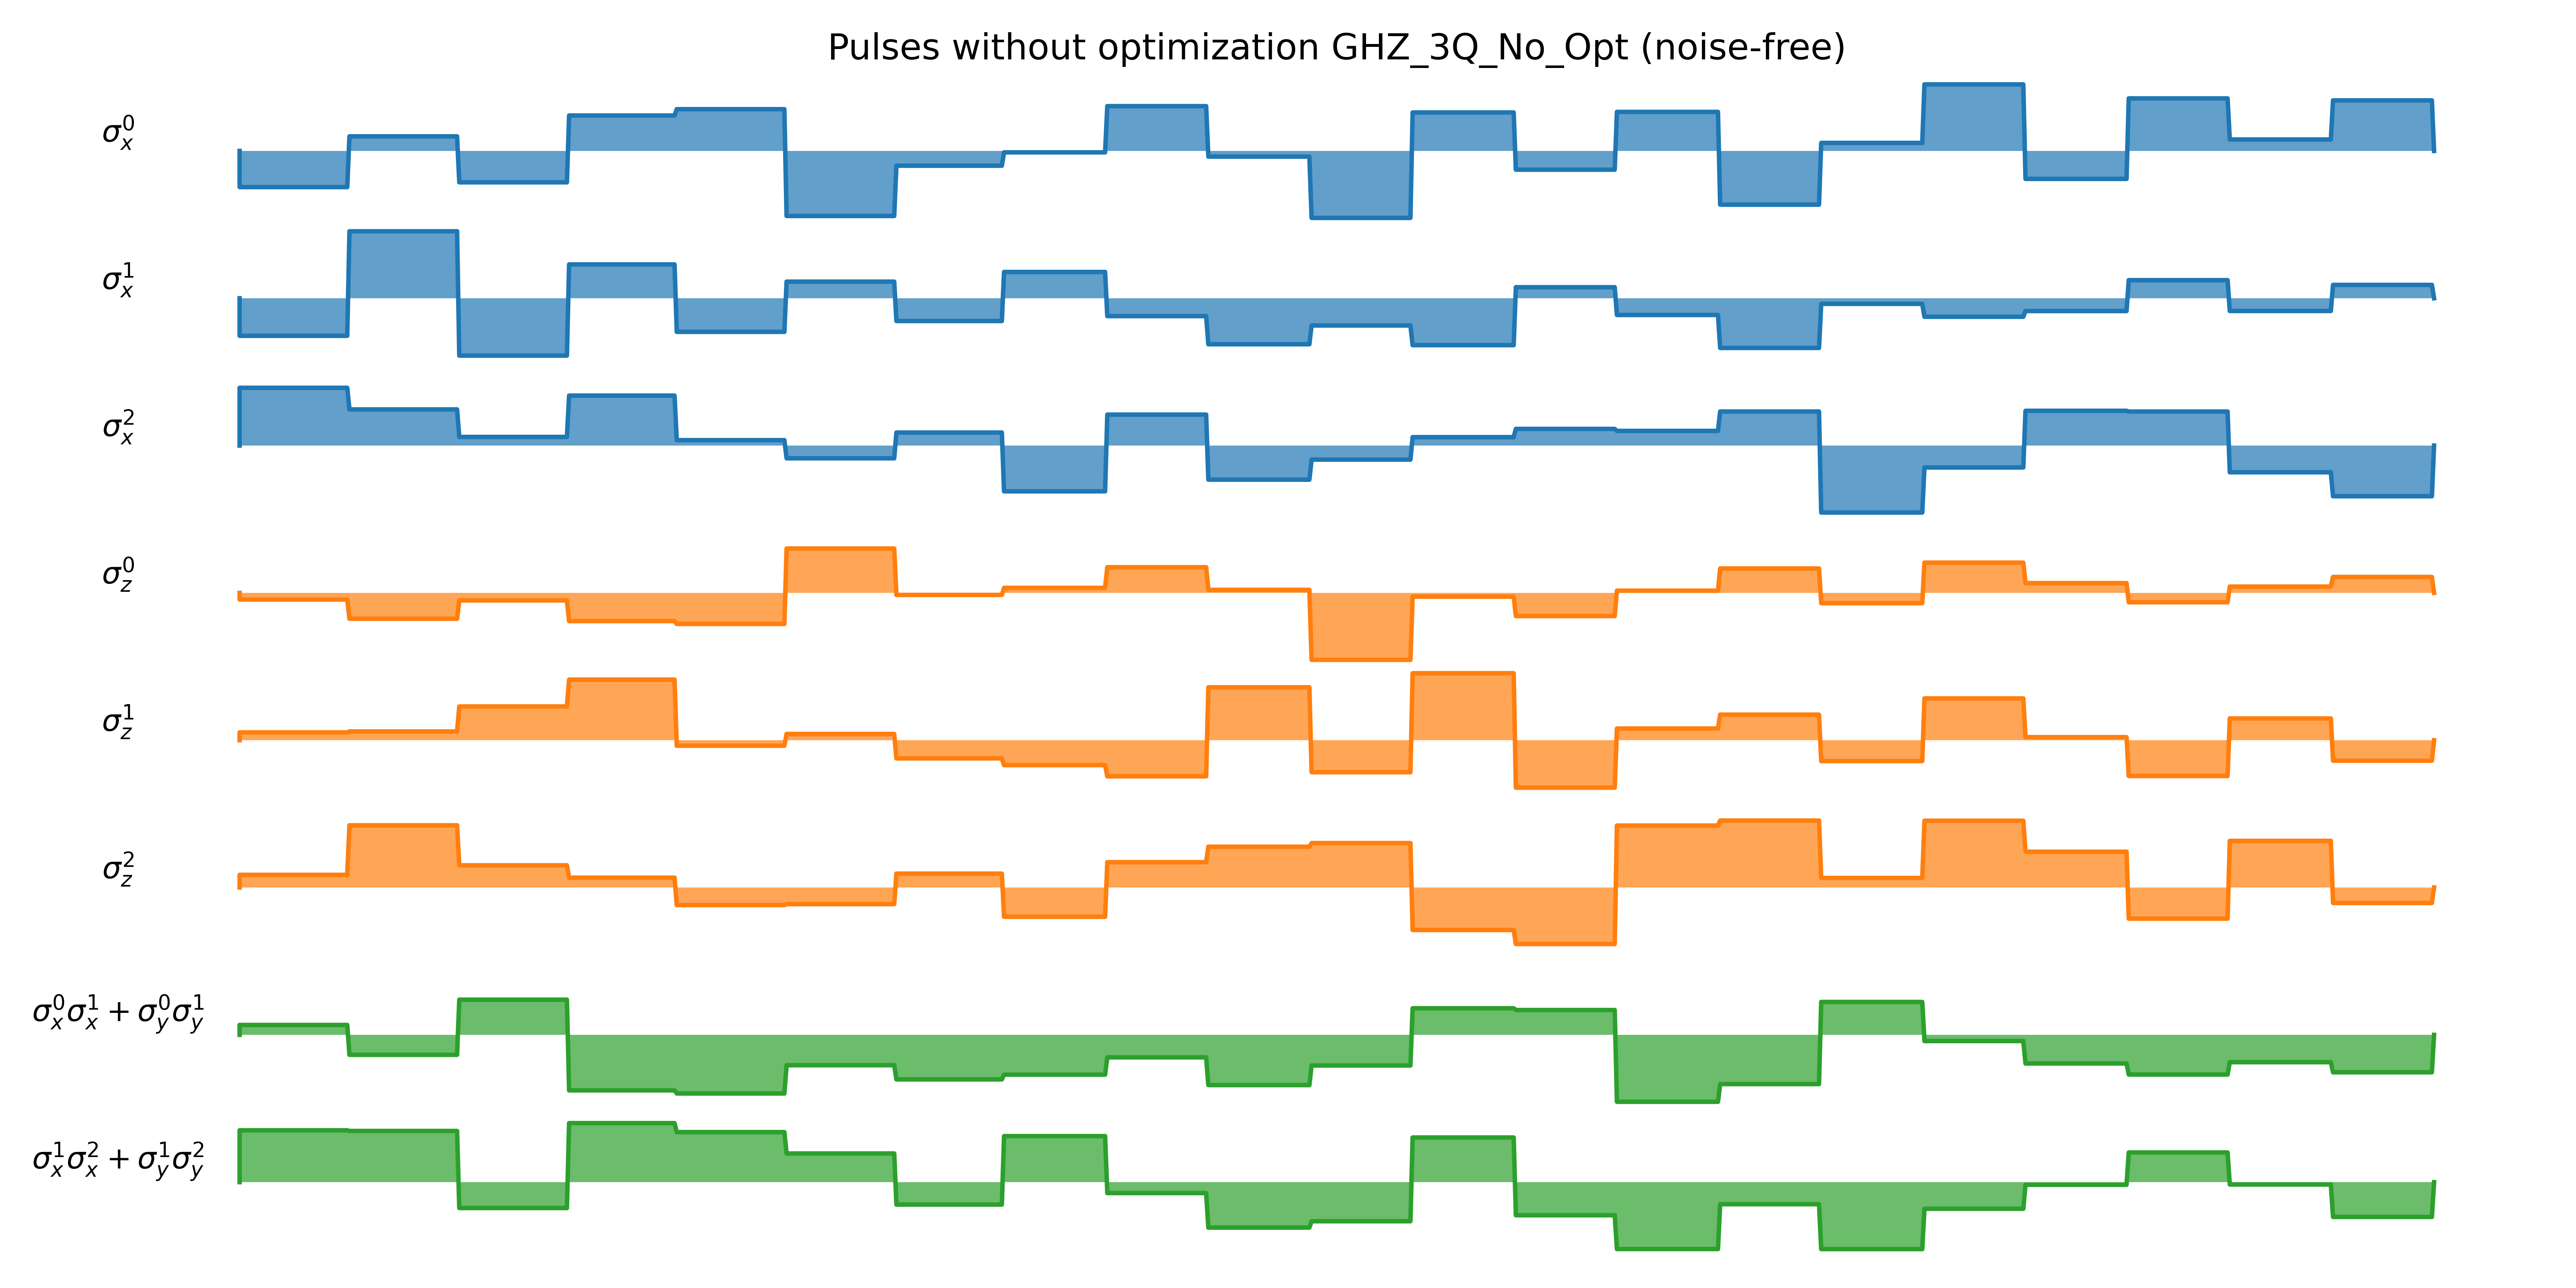 Pulses without optimization GHZ_3Q_No_Opt (noise-free)
σ_x^0
σ_x^1
σ_x^2
σ_z^0
σ_z^1
σ_z^2
σ_x^0σ_x^1 + σ_y^0σ_y^1
σ_x^1σ_x^2 + σ_y^1σ_y^2